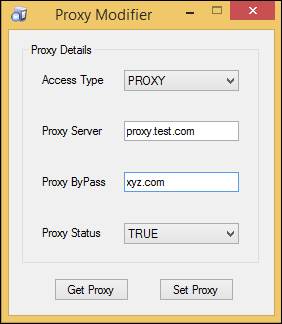 Proxy Modifier
Proxy Details
Access Type PROXY
Proxy Server proxy.test.com
Proxy ByPass xyz.com
Proxy Status TRUE
Get Proxy Set Proxy